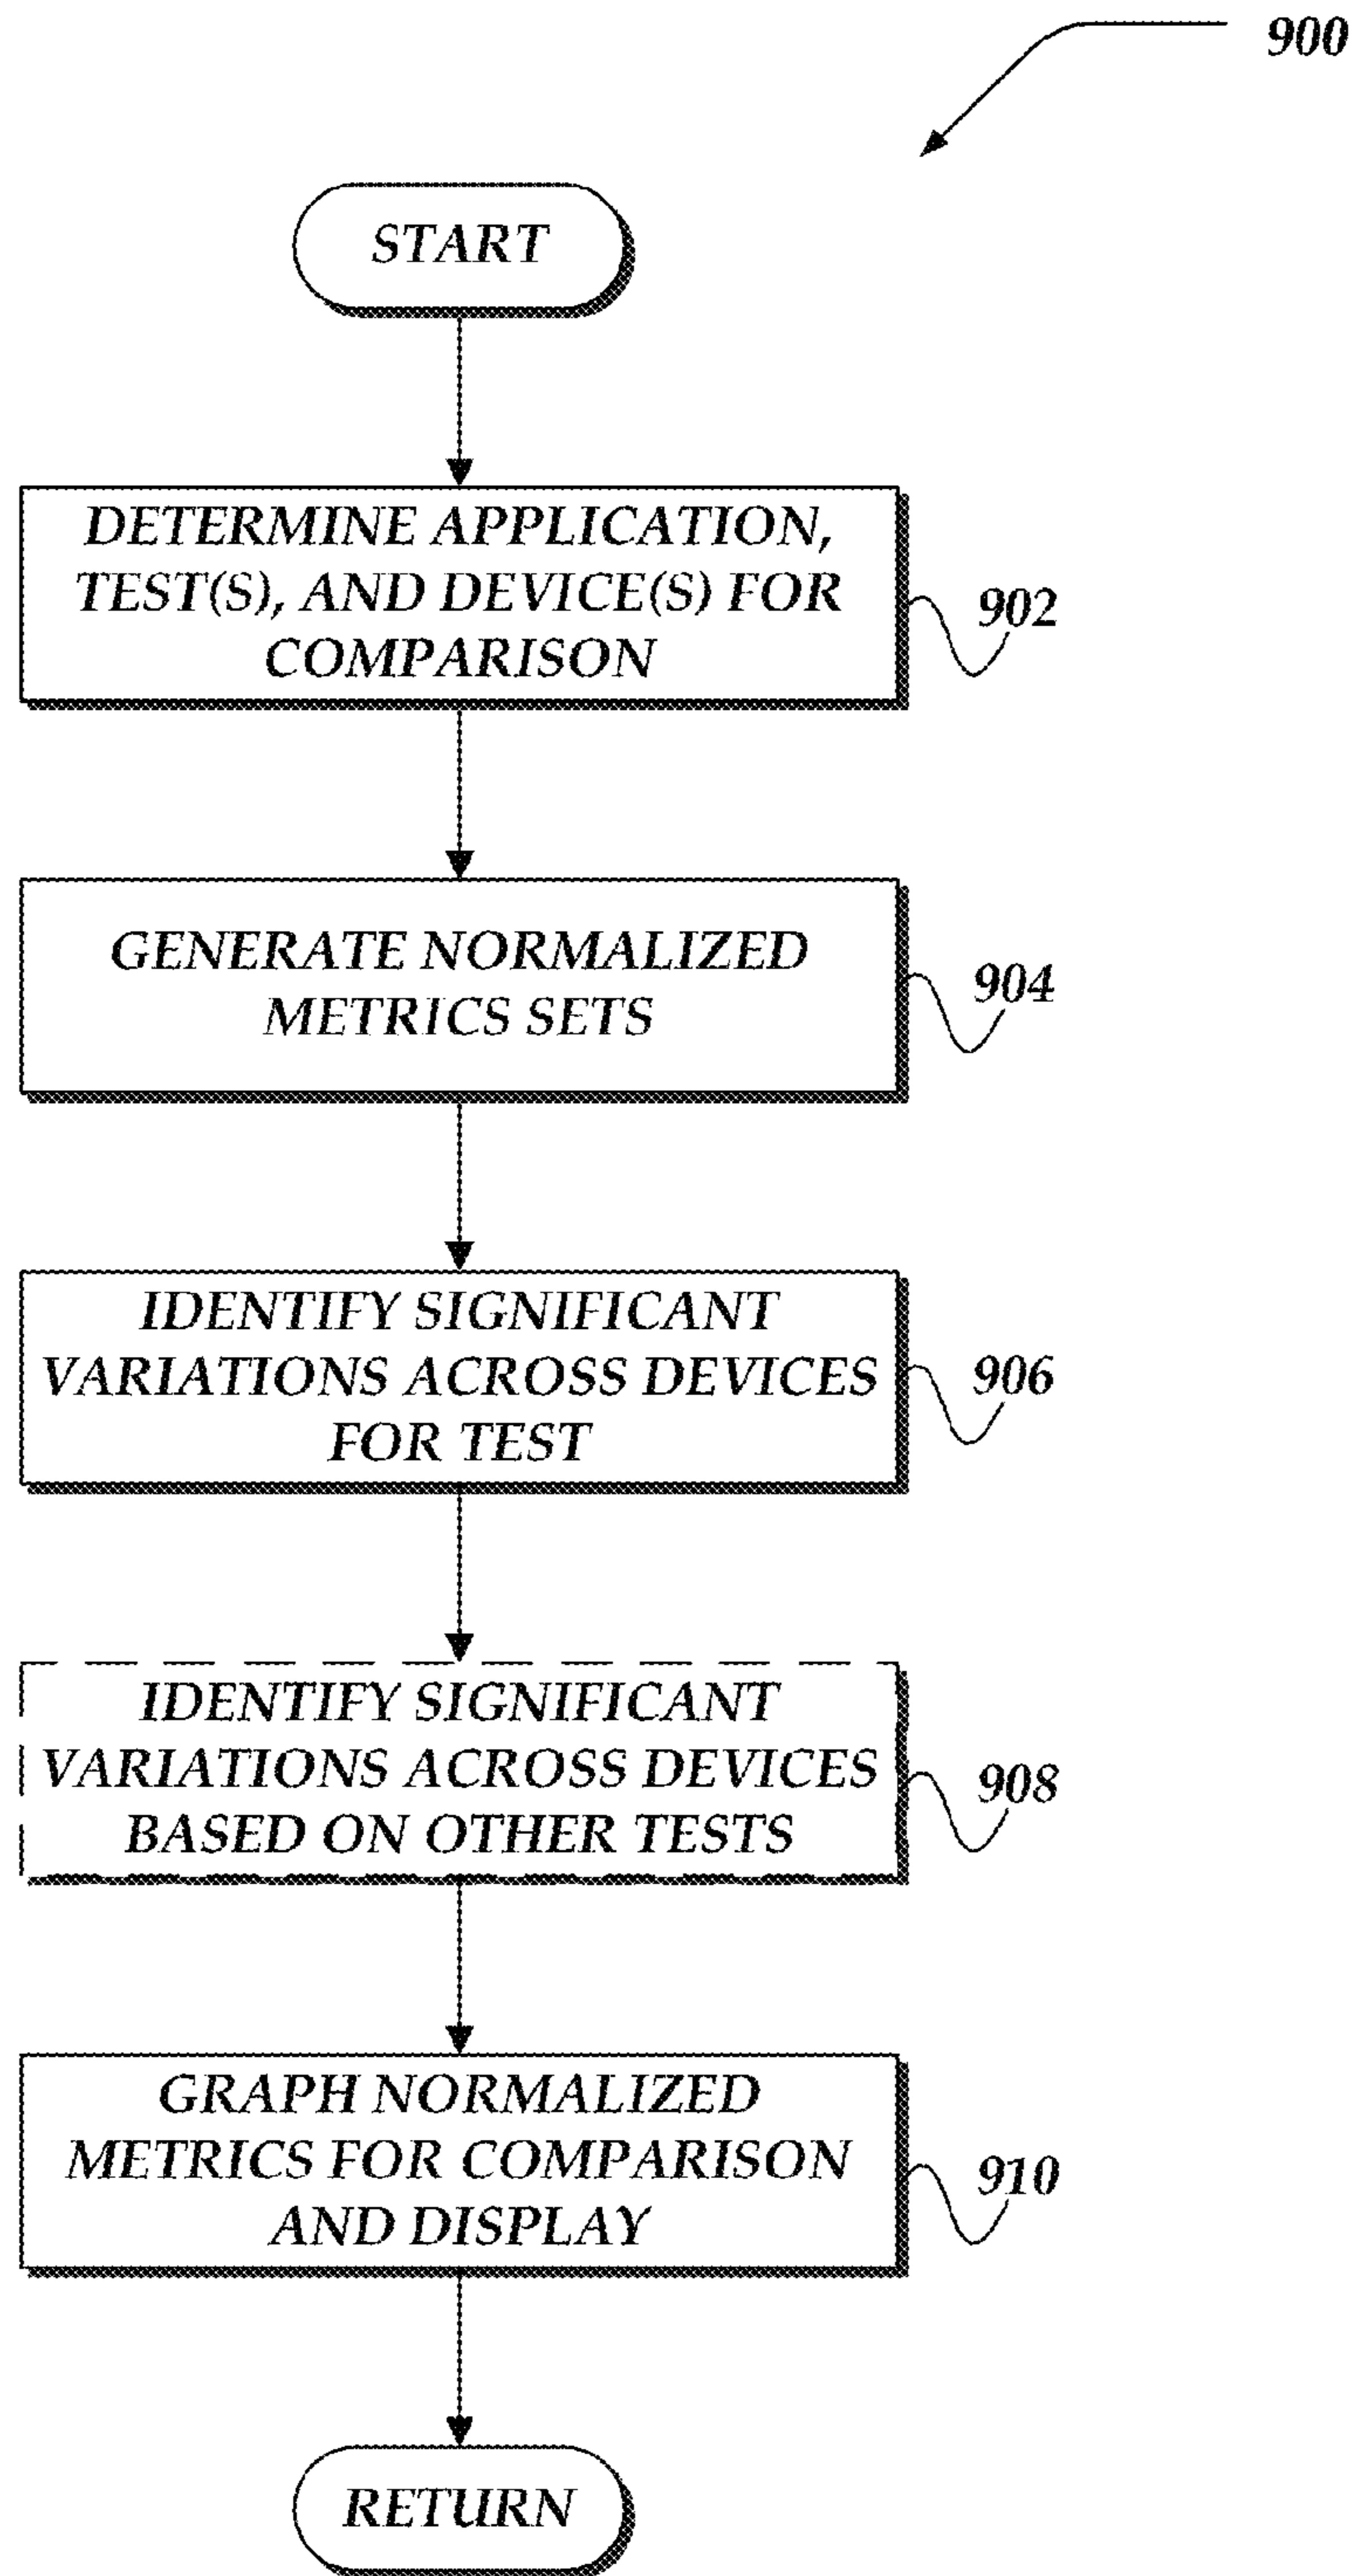 900
START
DETERMINE APPLICATION,
TEST(S), AND DEVICE(S) FOR
COMPARISON
902
GENERATE NORMALIZED
METRICS SETS
904
IDENTIFY SIGNIFICANT
VARIATIONS ACROSS DEVICES
FOR TEST
906
IDENTIFY SIGNIFICANT
VARIATIONS ACROSS DEVICES
BASED ON OTHER TESTS
908
GRAPH NORMALIZED
METRICS FOR COMPARISON
AND DISPLAY
910
RETURN